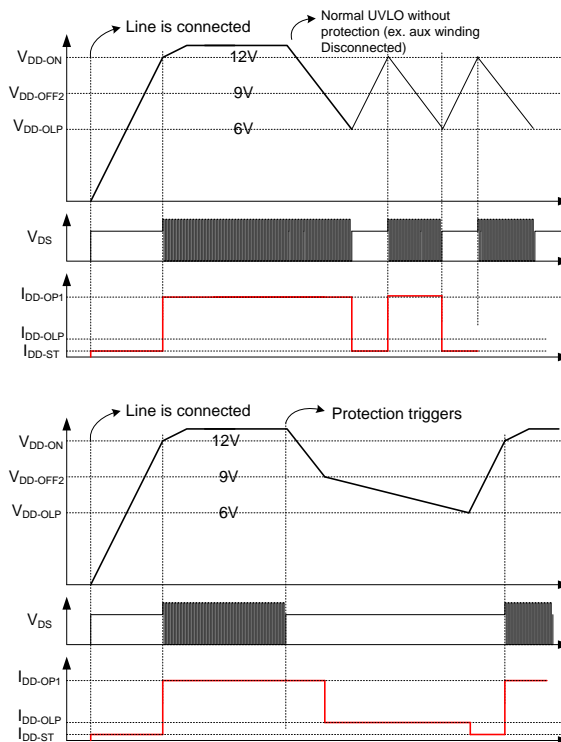 Line is connected
Normal UVLO without
protection (ex. aux winding
Disconnected)
VDD-ON
12V
VDD-OFF2
9V
VDD-OLP
6V
VDS
IDD-OP1
IDD-OLP
IDD-ST
Line is connected
Protection triggers
VDD-ON
12V
VDD-OFF2
9V
VDD-OLP
6V
VDS
IDD-OP1
IDD-OLP
IDD-ST